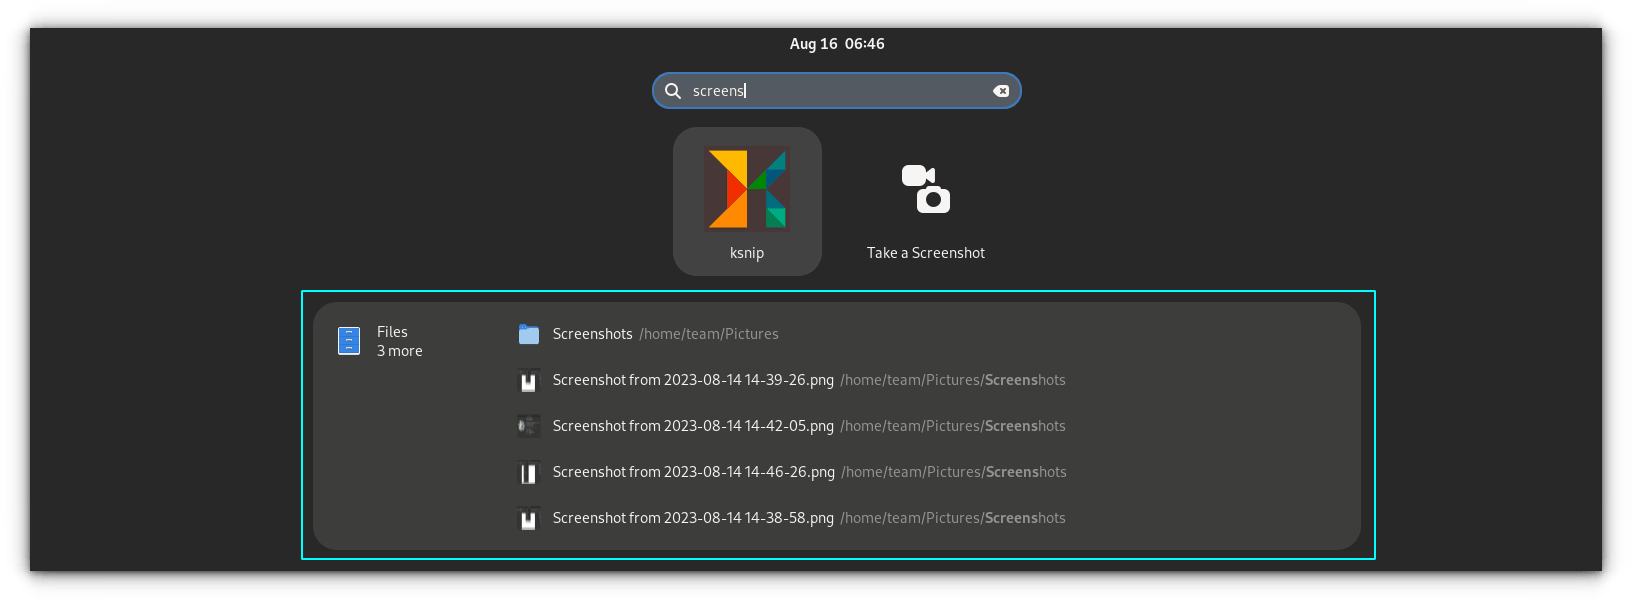 Aug 16 06:46
screens
ksnip
Take a Screenshot
Files
3 more
Screenshots /home/team/Pictures
Screenshot from 2023-08-14 14-39-26.png /home/team/Pictures/Screenshots
Screenshot from 2023-08-14 14-42-05.png /home/team/Pictures/Screenshots
Screenshot from 2023-08-14 14-46-26.png /home/team/Pictures/Screenshots
Screenshot from 2023-08-14 14-38-58.png /home/team/Pictures/Screenshots